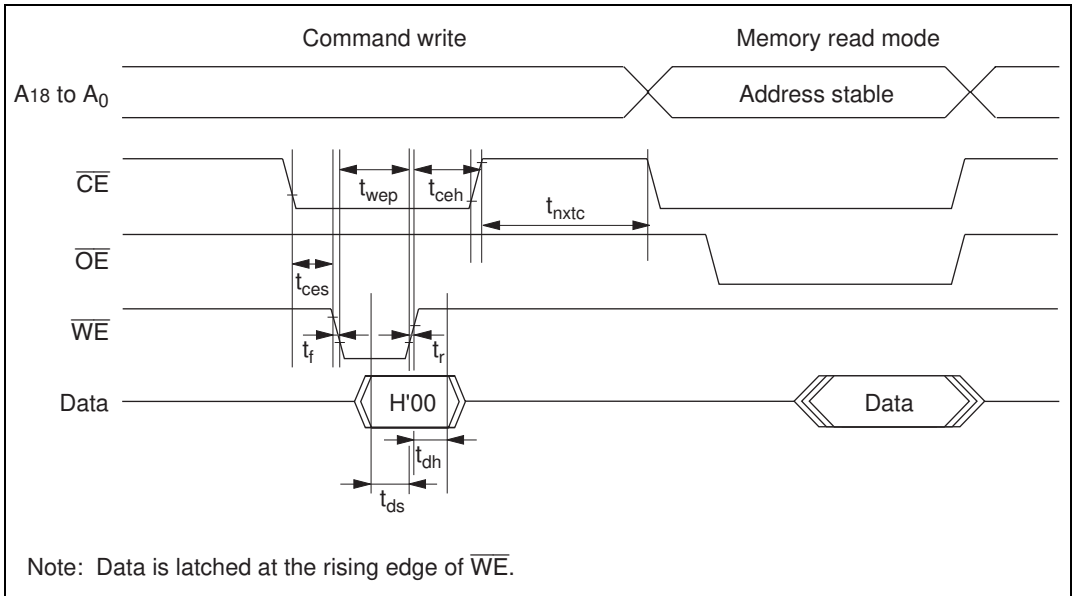 Command write Memory read mode
A18 to A0 Address stable
CE
twep tceh
tnxtc
OE
tces
WE
tf tr
Data H'00 Data
tdh
tds
Note: Data is latched at the rising edge of WE.